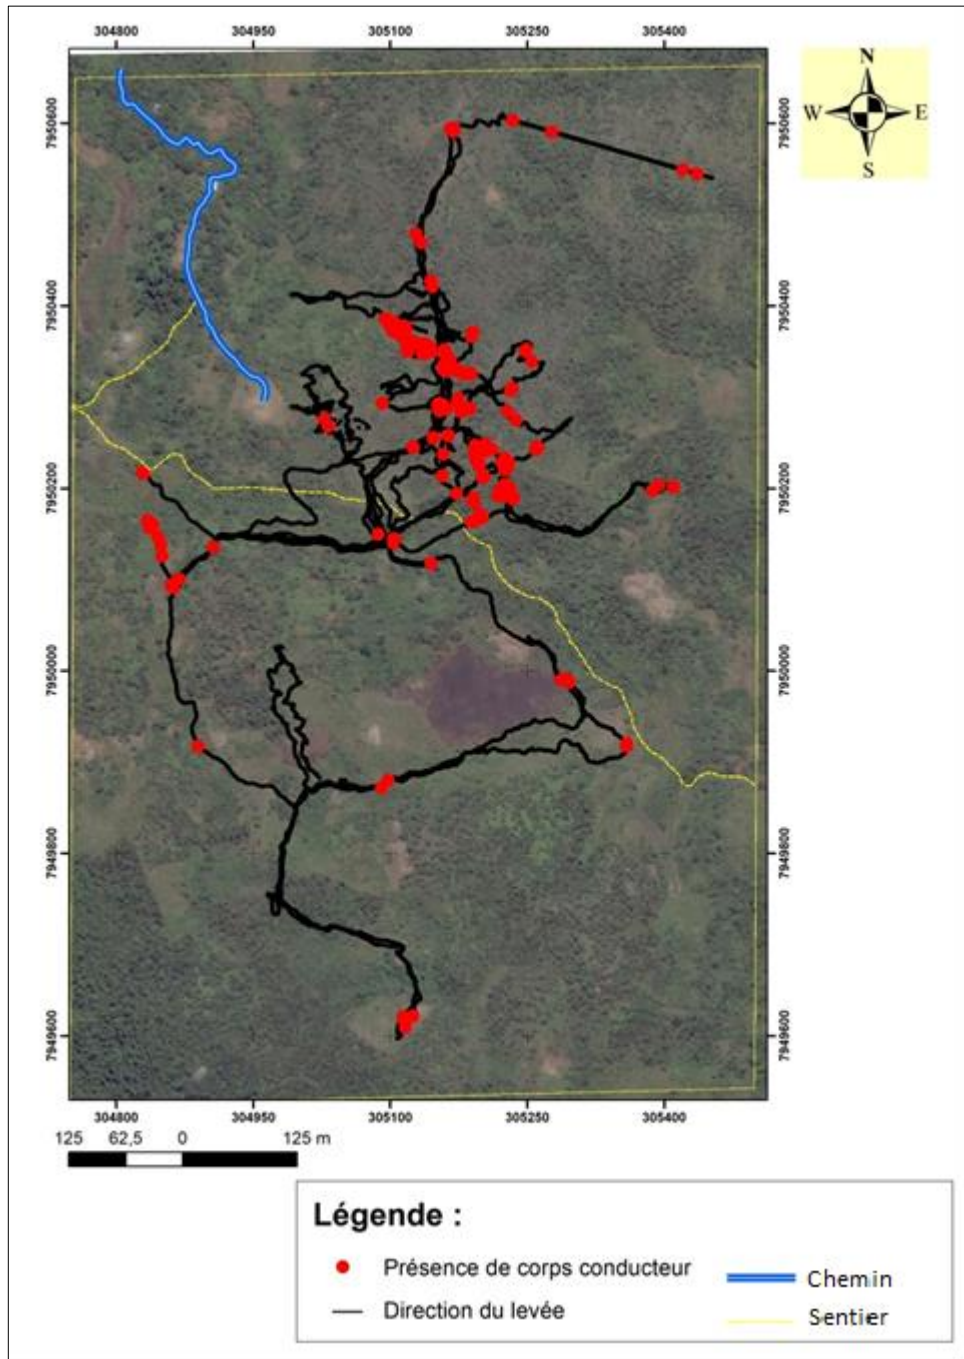 304800 304950 305100 305250 305400
N
W E
S
7950600 7950600
7950400 7950400
7950200 7950200
7950000 7950000
7949800 7949800
7949600 7949600
304800 304950 305100 305250 305400
125 62,5 0 125 m
Légende :
Présence de corps conducteur
Chemin
Direction du levée
Sentier